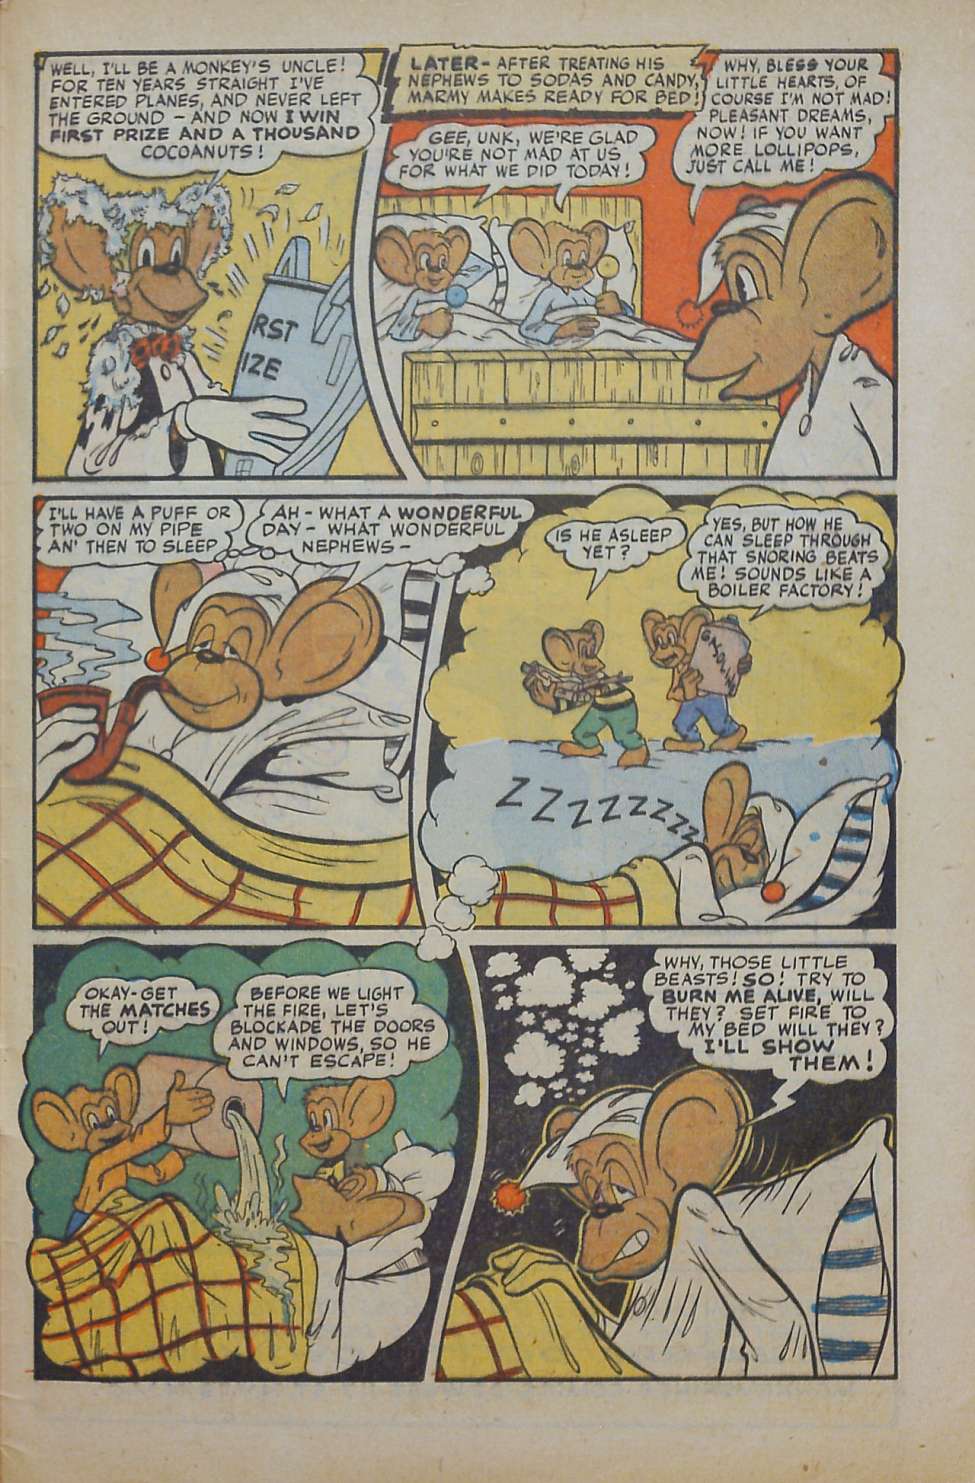 WELL, I'LL BE A MONKEY'S UNCLE!
FOR TEN YEARS STRAIGHT I'VE
ENTERED PLANES, AND NEVER LEFT
THE GROUND - AND NOW I WIN
FIRST PRIZE AND A THOUSAND
COCOANUTS!
RST
IZE
LATER - AFTER TREATING HIS
NEPHEWS TO SODAS AND CANDY,
MARMY MAKES READY FOR BED!
GEE, UNK, WE'RE GLAD
YOU'RE NOT MAD AT US
FOR WHAT WE DID TODAY!
WHY, BLESS YOUR
LITTLE HEARTS, OF
COURSE I'M NOT MAD!
PLEASANT DREAMS,
NOW! IF YOU WANT
MORE LOLLIPOPS,
JUST CALL ME!
I'LL HAVE A PUFF OR
TWO ON MY PIPE
AN' THEN TO SLEEP
AH - WHAT A WONDERFUL
DAY - WHAT WONDERFUL
NEPHEWS -
IS HE ASLEEP
YET?
YES, BUT HOW HE
CAN SLEEP THROUGH
THAT SNORING BEATS
ME! SOUNDS LIKE A
BOILER FACTORY!
ZZZZZZZZZ
OKAY - GET
THE MATCHES
OUT!
BEFORE WE LIGHT
THE FIRE, LET'S
BLOCKADE THE DOORS
AND WINDOWS, SO HE
CAN'T ESCAPE!
WHY, THOSE LITTLE
BEASTS! SO! TRY TO
BURN ME ALIVE, WILL
THEY? SET FIRE TO
MY BED WILL THEY?
I'LL SHOW
THEM!